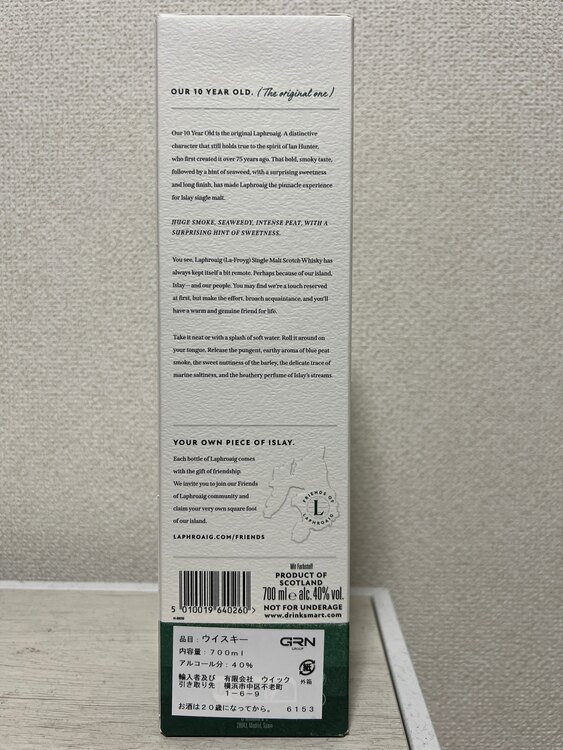 OUR 10 YEAR OLD. (The original one)
Our 10 Year Old is the original Laphroaig. A distinctive
character that still holds true to the spirit of Ian Hunter,
who first created it over 75 years ago. That bold, smoky taste,
followed by a hint of seaweed, with a surprising sweetness
and long finish, has made Laphroaig the pinnacle experience
for Islay single malt.
HUGE SMOKE, SEAWEEDY, INTENSE PEAT, WITH A
SURPRISING HINT OF SWEETNESS.
You see, Laphroaig (La-Froyg) Single Malt Scotch Whisky has
always kept itself a bit remote. Perhaps because of our island,
Islay—and our people. You may find we're a touch reserved
at first, but make the effort, broach acquaintance, and you'll
have a warm and genuine friend for life.
Take it neat or with a splash of soft water. Roll it around on
your tongue. Release the pungent, earthy aroma of blue peat
smoke, the sweet nuttiness of the barley, the delicate trace of
marine saltiness, and the heathery perfume of Islay's streams.
YOUR OWN PIECE OF ISLAY.
Each bottle of Laphroaig comes
with the gift of friendship.
We invite you to join our Friends
of Laphroaig community and
claim your very own square foot
of our island.
LAPHROAIG.COM/FRIENDS
FRIENDS OF
L
LAPHROAIG
Mit Farbstoff
PRODUCT OF
SCOTLAND
700 ml e alc. 40% vol.
NOT FOR UNDERAGE
www.drinksmart.com
5 010019 640260 >
品目：ウイスキー
GRN
GROUP
内容量：700ml
アルコール分：40%
紙
外箱
輸入者及び 有限会社 ウイック
引き取り先 横浜市中区不老町
1－6－9
お酒は20歳になってから。 6153
28043, Madrid, Spain